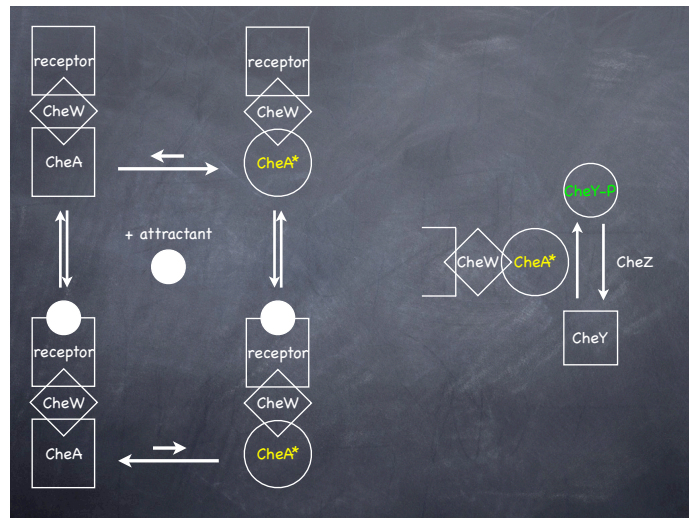 receptor
CheW
CheA
receptor
CheW
CheA*
+ attractant
receptor
CheW
CheA
receptor
CheW
CheA*
CheW
CheA*
CheY-P
CheZ
CheY